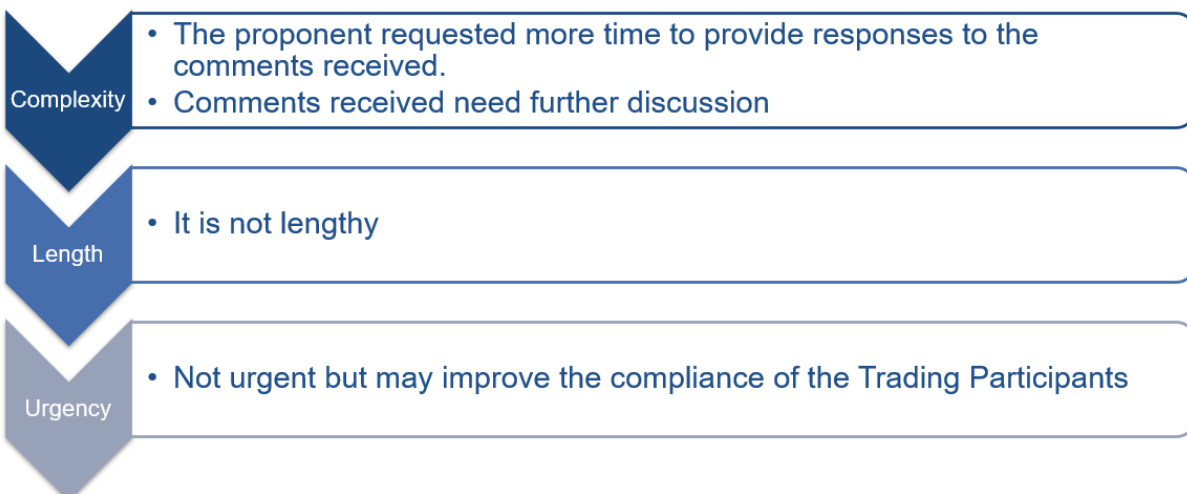 Complexity
• The proponent requested more time to provide responses to the
comments received.
• Comments received need further discussion
Length
• It is not lengthy
Urgency
• Not urgent but may improve the compliance of the Trading Participants